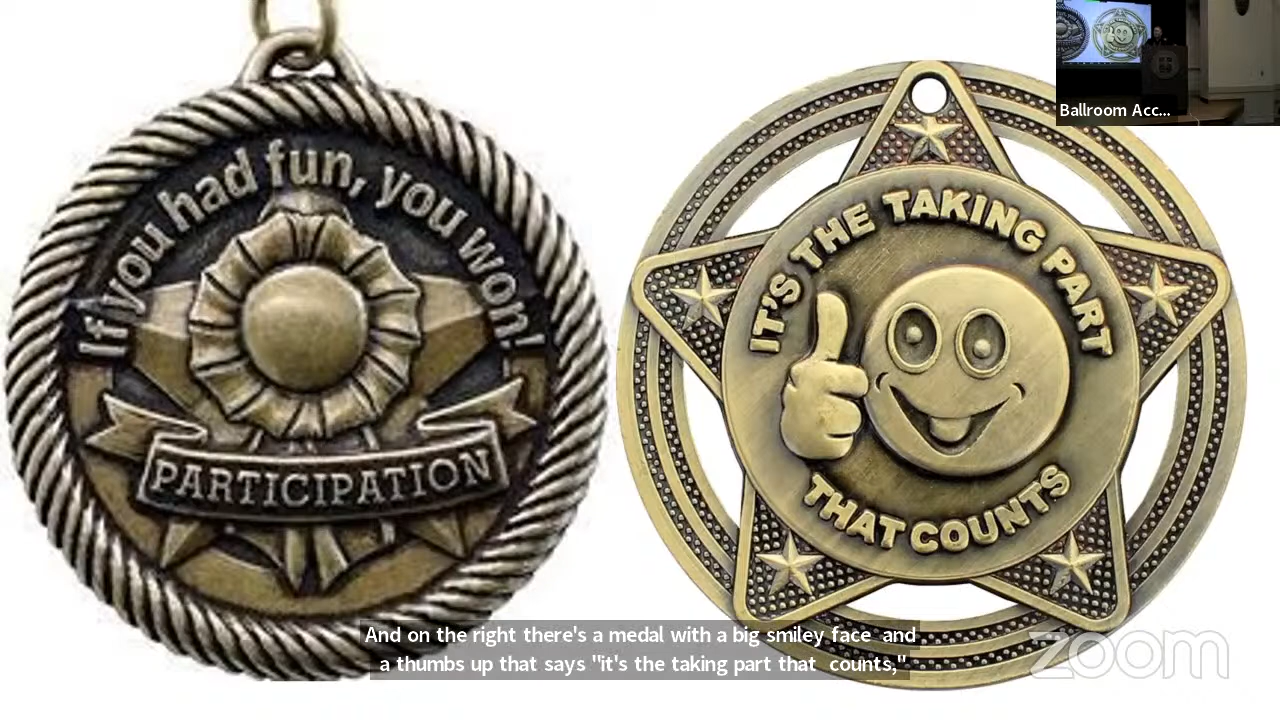 If you had fun, you won!
PARTICIPATION
IT'S THE TAKING PART
THAT COUNTS
Ballroom Acc...
And on the right there's a medal with a big smiley face and
a thumbs up that says "it's the taking part that counts,"
zoom